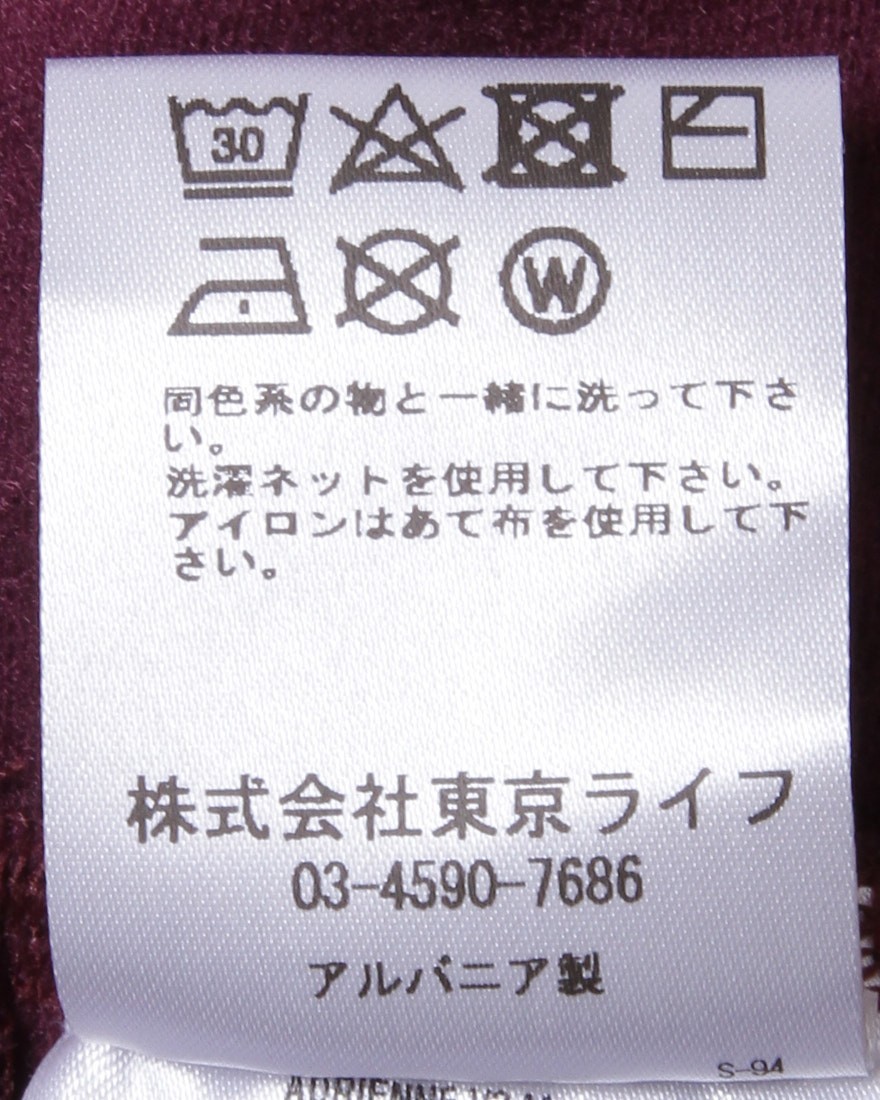 30
W
同色系の物と一緒に洗って下さ
い。
洗濯ネットを使用して下さい。
アイロンはあて布を使用して下
さい。
株式会社東京ライフ
03-4590-7686
アルバニア製
S-94
ADRIENNE